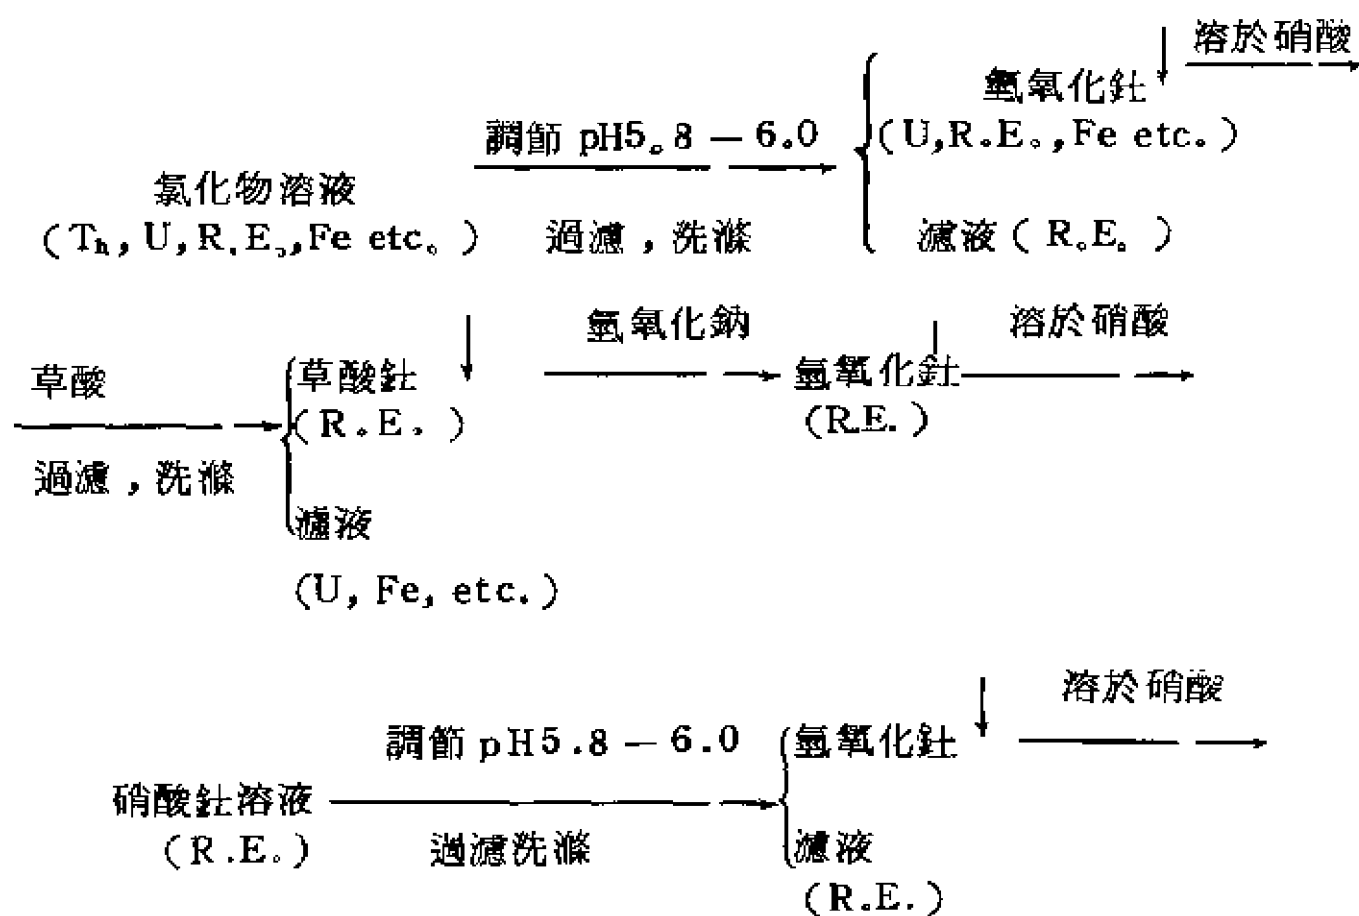 溶於硝酸
氫氧化釷
調節 pH5.8 — 6.0
(U,R.E.,Fe etc.)
氯化物溶液
(Th, U, R.E.,Fe etc.)
過濾，洗滌
濾液（R.E.）
氫氧化鈉
溶於硝酸
草酸
草酸釷
氫氧化釷
(R.E.)
(R.E.)
過濾，洗滌
濾液
(U, Fe, etc.)
溶於硝酸
調節 pH5.8 — 6.0
氫氧化釷
硝酸釷溶液
(R.E.)
過濾洗滌
濾液
(R.E.)